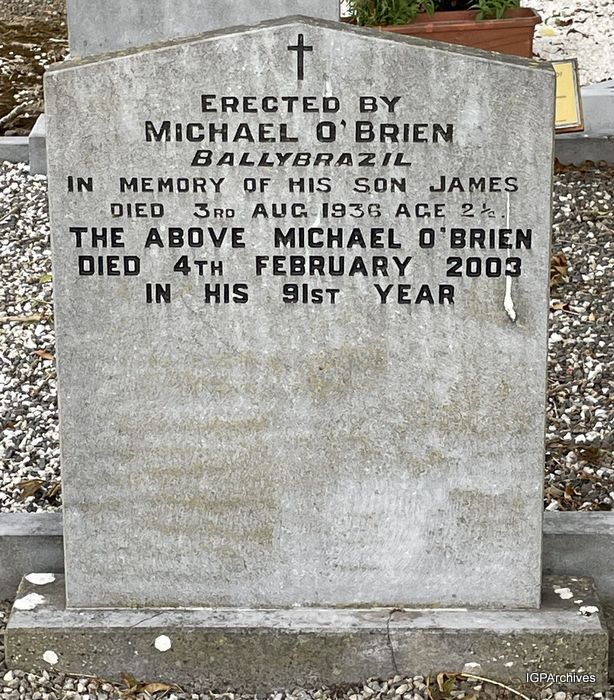 ERECTED BY
MICHAEL O'BRIEN
BALLYBRAZIL
IN MEMORY OF HIS SON JAMES
DIED 3RD AUG 1936 AGE 2½.
THE ABOVE MICHAEL O'BRIEN
DIED 4TH FEBRUARY 2003
IN HIS 91ST YEAR
IGPArchives